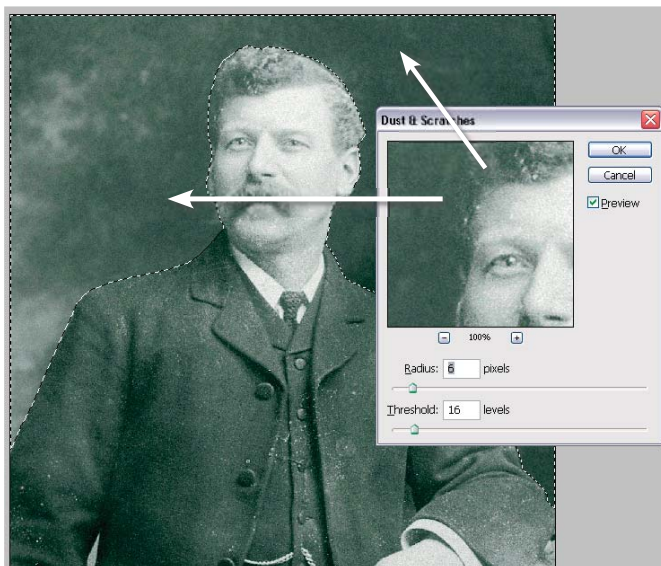 Dust & Scratches
OK
Cancel
Preview
100%
Radius: 6 pixels
Threshold: 16 levels